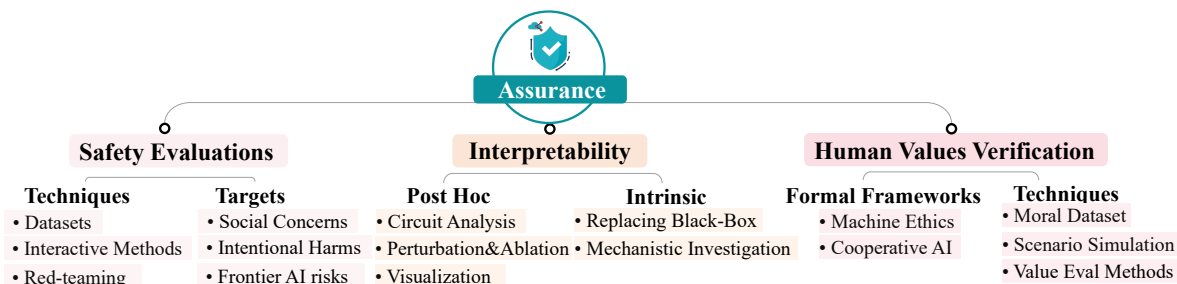 Assurance
Safety Evaluations
Techniques
• Datasets
• Interactive Methods
• Red-teaming
Targets
• Social Concerns
• Intentional Harms
• Frontier AI risks
Interpretability
Post Hoc
• Circuit Analysis
• Perturbation&Ablation
• Visualization
Intrinsic
• Replacing Black-Box
• Mechanistic Investigation
Human Values Verification
Formal Frameworks
• Machine Ethics
• Cooperative AI
Techniques
• Moral Dataset
• Scenario Simulation
• Value Eval Methods